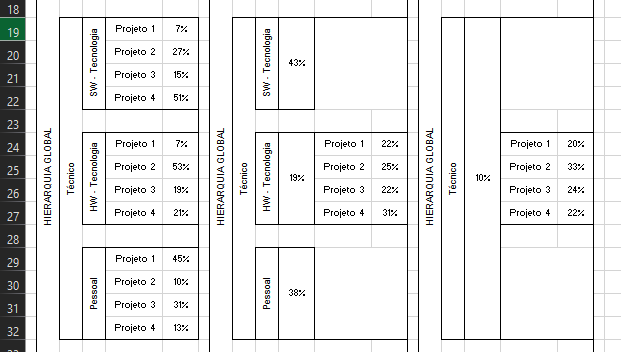 18
19 Projeto 1 7%
20 Projeto 2 27% 43%
21 Projeto 3 15%
22 Projeto 4 51%
SW - Tecnologia SW - Tecnologia
23
24 Projeto 1 7% Projeto 1 22% Projeto 1 20%
25 Projeto 2 53% 19% Projeto 2 25% 10% Projeto 2 33%
26 Projeto 3 19% Projeto 3 22% Projeto 3 24%
27 Projeto 4 21% Projeto 4 31% Projeto 4 22%
HIERARQUIA GLOBAL Técnico HW - Tecnologia HIERARQUIA GLOBAL Técnico HW - Tecnologia HIERARQUIA GLOBAL Técnico
28
29 Projeto 1 45%
30 Projeto 2 10% 38%
31 Projeto 3 31%
32 Projeto 4 13%
Pessoal Pessoal